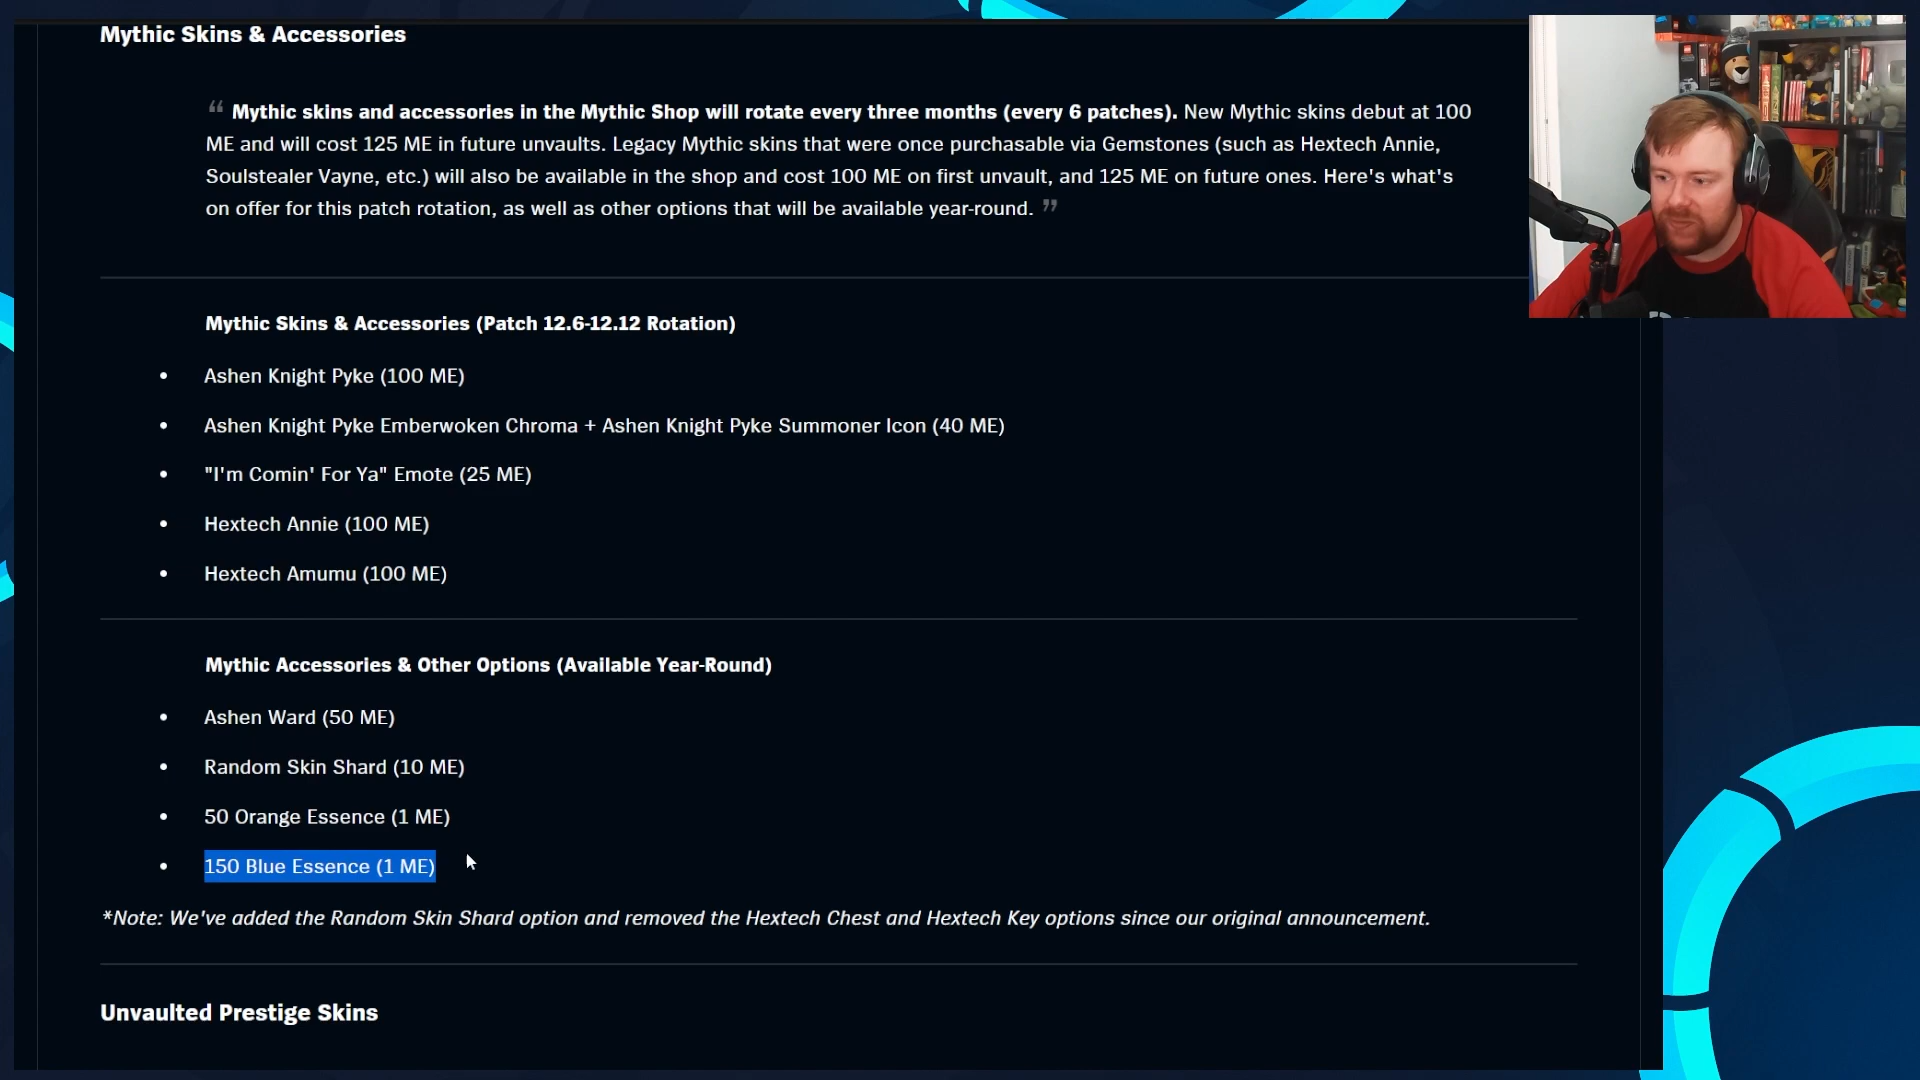 Mythic Skins & Accessories
“ Mythic skins and accessories in the Mythic Shop will rotate every three months (every 6 patches). New Mythic skins debut at 100
ME and will cost 125 ME in future unvaults. Legacy Mythic skins that were once purchasable via Gemstones (such as Hextech Annie,
Soulstealer Vayne, etc.) will also be available in the shop and cost 100 ME on first unvault, and 125 ME on future ones. Here's what's
on offer for this patch rotation, as well as other options that will be available year-round. ”
Mythic Skins & Accessories (Patch 12.6-12.12 Rotation)
• Ashen Knight Pyke (100 ME)
• Ashen Knight Pyke Emberwoken Chroma + Ashen Knight Pyke Summoner Icon (40 ME)
• "I'm Comin' For Ya" Emote (25 ME)
• Hextech Annie (100 ME)
• Hextech Amumu (100 ME)
Mythic Accessories & Other Options (Available Year-Round)
• Ashen Ward (50 ME)
• Random Skin Shard (10 ME)
• 50 Orange Essence (1 ME)
• 150 Blue Essence (1 ME)
*Note: We've added the Random Skin Shard option and removed the Hextech Chest and Hextech Key options since our original announcement.
Unvaulted Prestige Skins